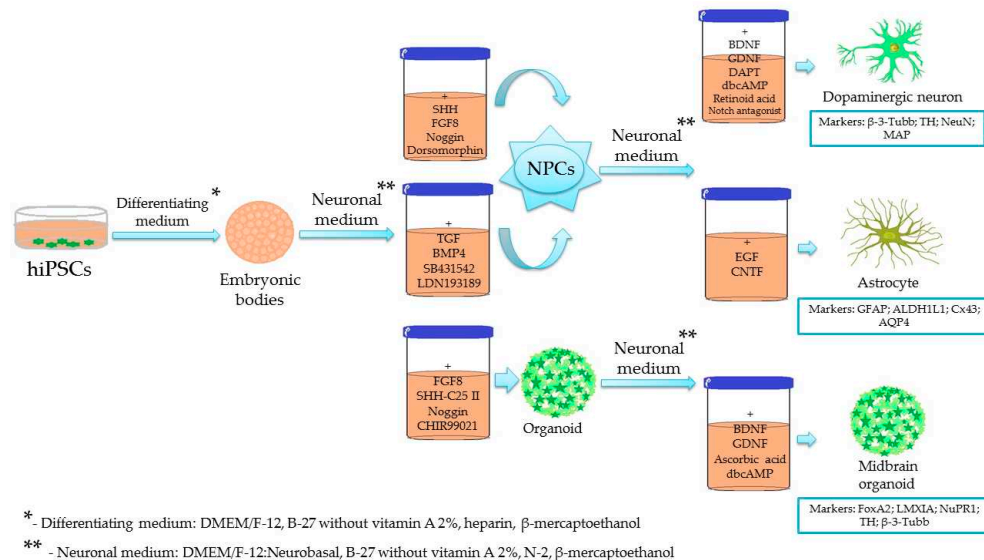 hiPSCs
Differentiating *
medium
Embryonic
bodies
Neuronal **
medium
+
SHH
FGF8
Noggin
Dorsomorphin
+
TGF
BMP4
SB431542
LDN193189
+
FGF8
SHH-C25 II
Noggin
CHIR99021
NPCs
Organoid
Neuronal **
medium
Neuronal **
medium
+
BDNF
GDNF
DAPT
dbcAMP
Retinoid acid
Notch antagonist
Dopaminergic neuron
Markers: β-3-Tubb; TH; NeuN;
MAP
+
EGF
CNTF
Astrocyte
Markers: GFAP; ALDH1L1; Cx43;
AQP4
+
BDNF
GDNF
Ascorbic acid
dbcAMP
Midbrain
organoid
Markers: FoxA2; LMXIA; NuPR1;
TH; β-3-Tubb
*- Differentiating medium: DMEM/F-12, B-27 without vitamin A 2%, heparin, β-mercaptoethanol
** - Neuronal medium: DMEM/F-12:Neurobasal, B-27 without vitamin A 2%, N-2, β-mercaptoethanol